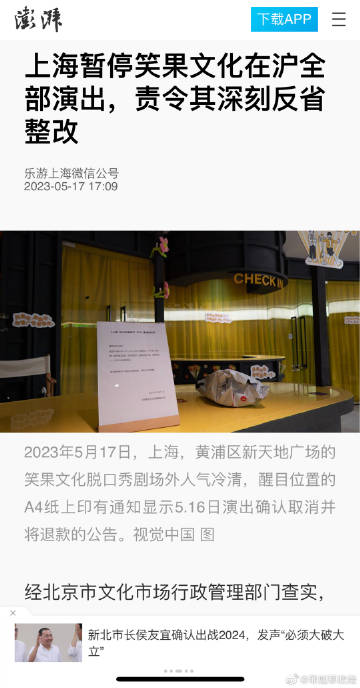 澎湃
下载APP
上海暂停笑果文化在沪全
部演出，责令其深刻反省
整改
乐游上海微信公号
2023-05-17 17:09
CHECK IN
2023年5月17日，上海，黄浦区新天地广场的
笑果文化脱口秀剧场外人气冷清，醒目位置的
A4纸上印有通知显示5.16日演出确认取消并
将退款的公告。视觉中国 图
经北京市文化市场行政管理部门查实，
新北市长侯友宜确认出战2024，发声“必须大破大
立”